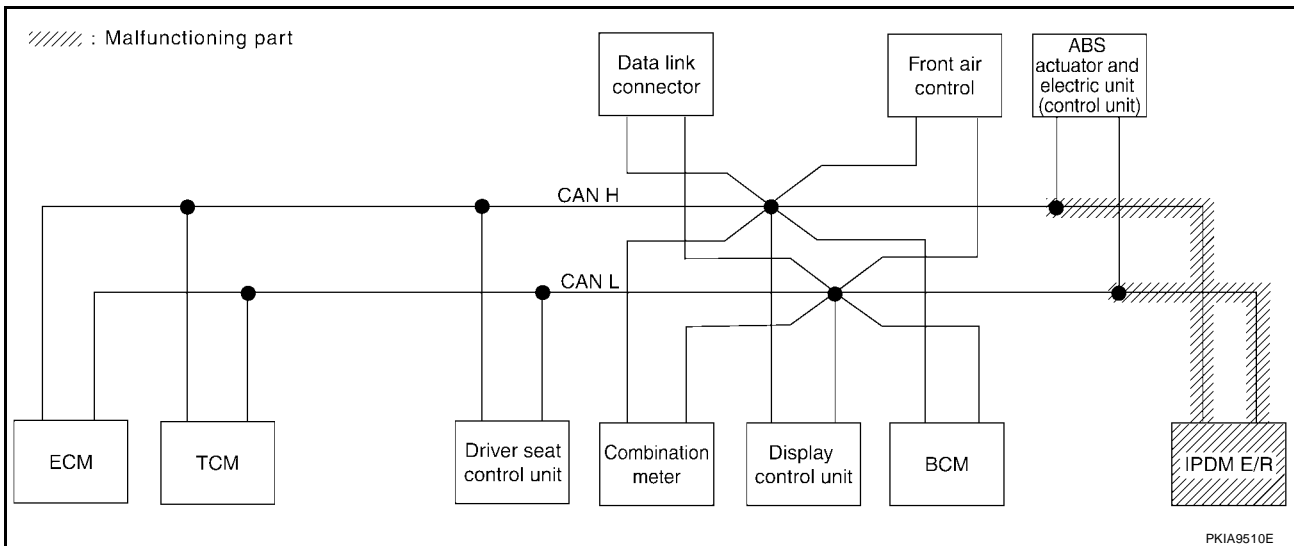 : Malfunctioning part
Data link
connector
Front air
control
ABS
actuator and
electric unit
(control unit)
CAN H
CAN L
ECM
TCM
Driver seat
control unit
Combination
meter
Display
control unit
BCM
IPDM E/R
PKIA9510E